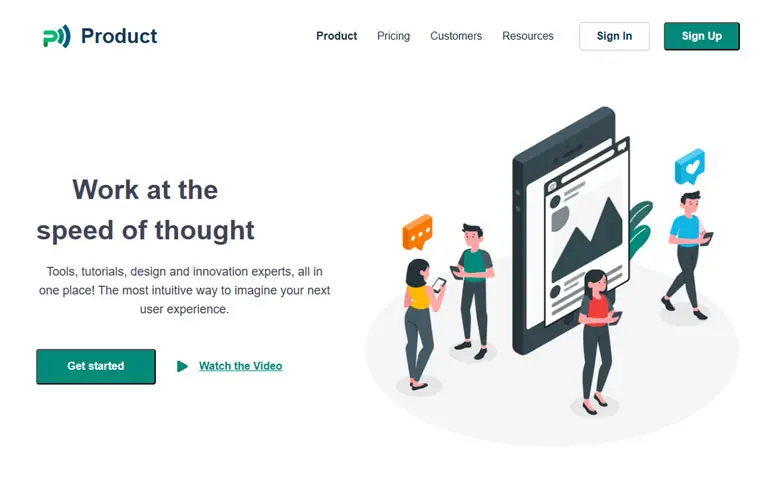 Product
Product Pricing Customers Resources Sign In Sign Up
Work at the
speed of thought
Tools, tutorials, design and innovation experts, all in
one place! The most intuitive way to imagine your next
user experience.
Get started Watch the Video